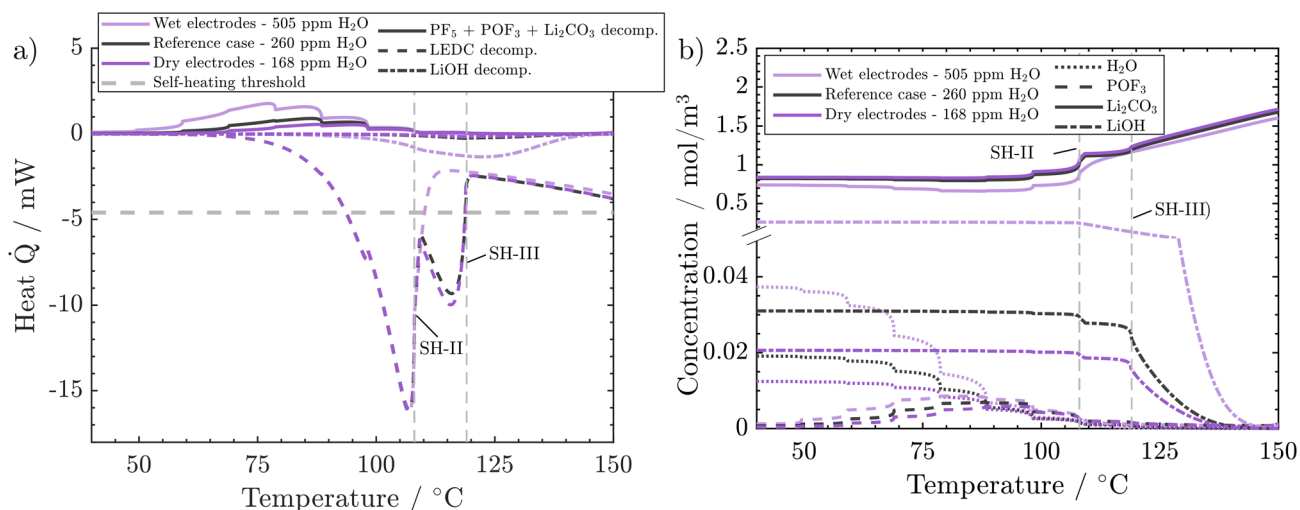 a)
Wet electrodes - 505 ppm H₂O
Reference case - 260 ppm H₂O
Dry electrodes - 168 ppm H₂O
Self-heating threshold
PF₅ + POF₃ + Li₂CO₃ decomp.
LEDC decomp.
LiOH decomp.
5
0
-5
-10
-15
Heat Q̇ / mW
SH-III
SH-II
50
75
100
125
150
Temperature / °C
b)
Wet electrodes - 505 ppm H₂O
Reference case - 260 ppm H₂O
Dry electrodes - 168 ppm H₂O
H₂O
POF₃
Li₂CO₃
LiOH
2.5
2
1.5
1
0.5
0.04
0.02
0
Concentration / mol/m³
SH-II
SH-III)
50
75
100
125
150
Temperature / °C